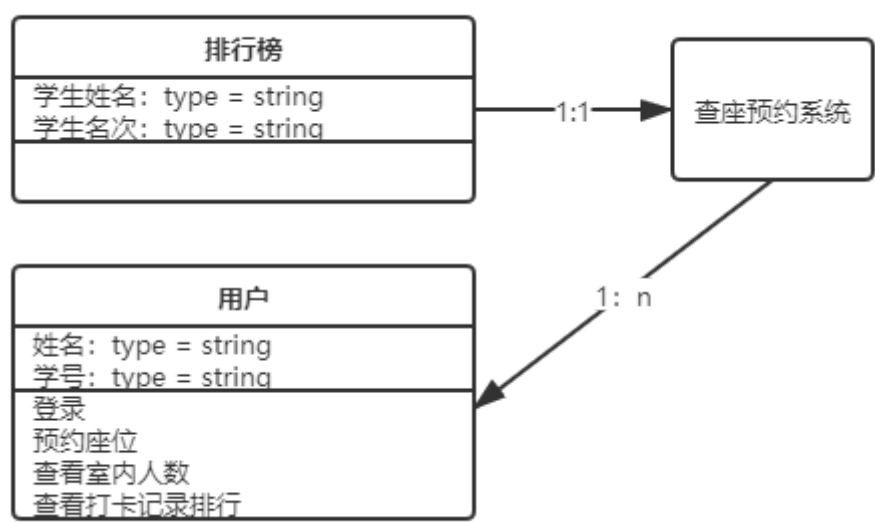 排行榜
学生姓名：type = string
学生名次：type = string
1:1
查座预约系统
1：n
用户
姓名：type = string
学号：type = string
登录
预约座位
查看室内人数
查看打卡记录排行